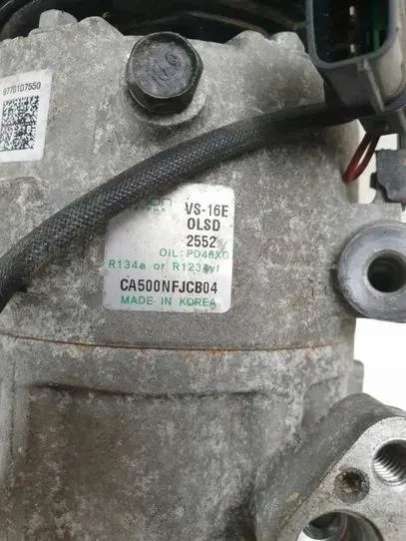 9770107550
VS-16E
OLSD
2552
OIL: PD46XG
R134a or R1234yf
CA500NFJCB04
MADE IN KOREA